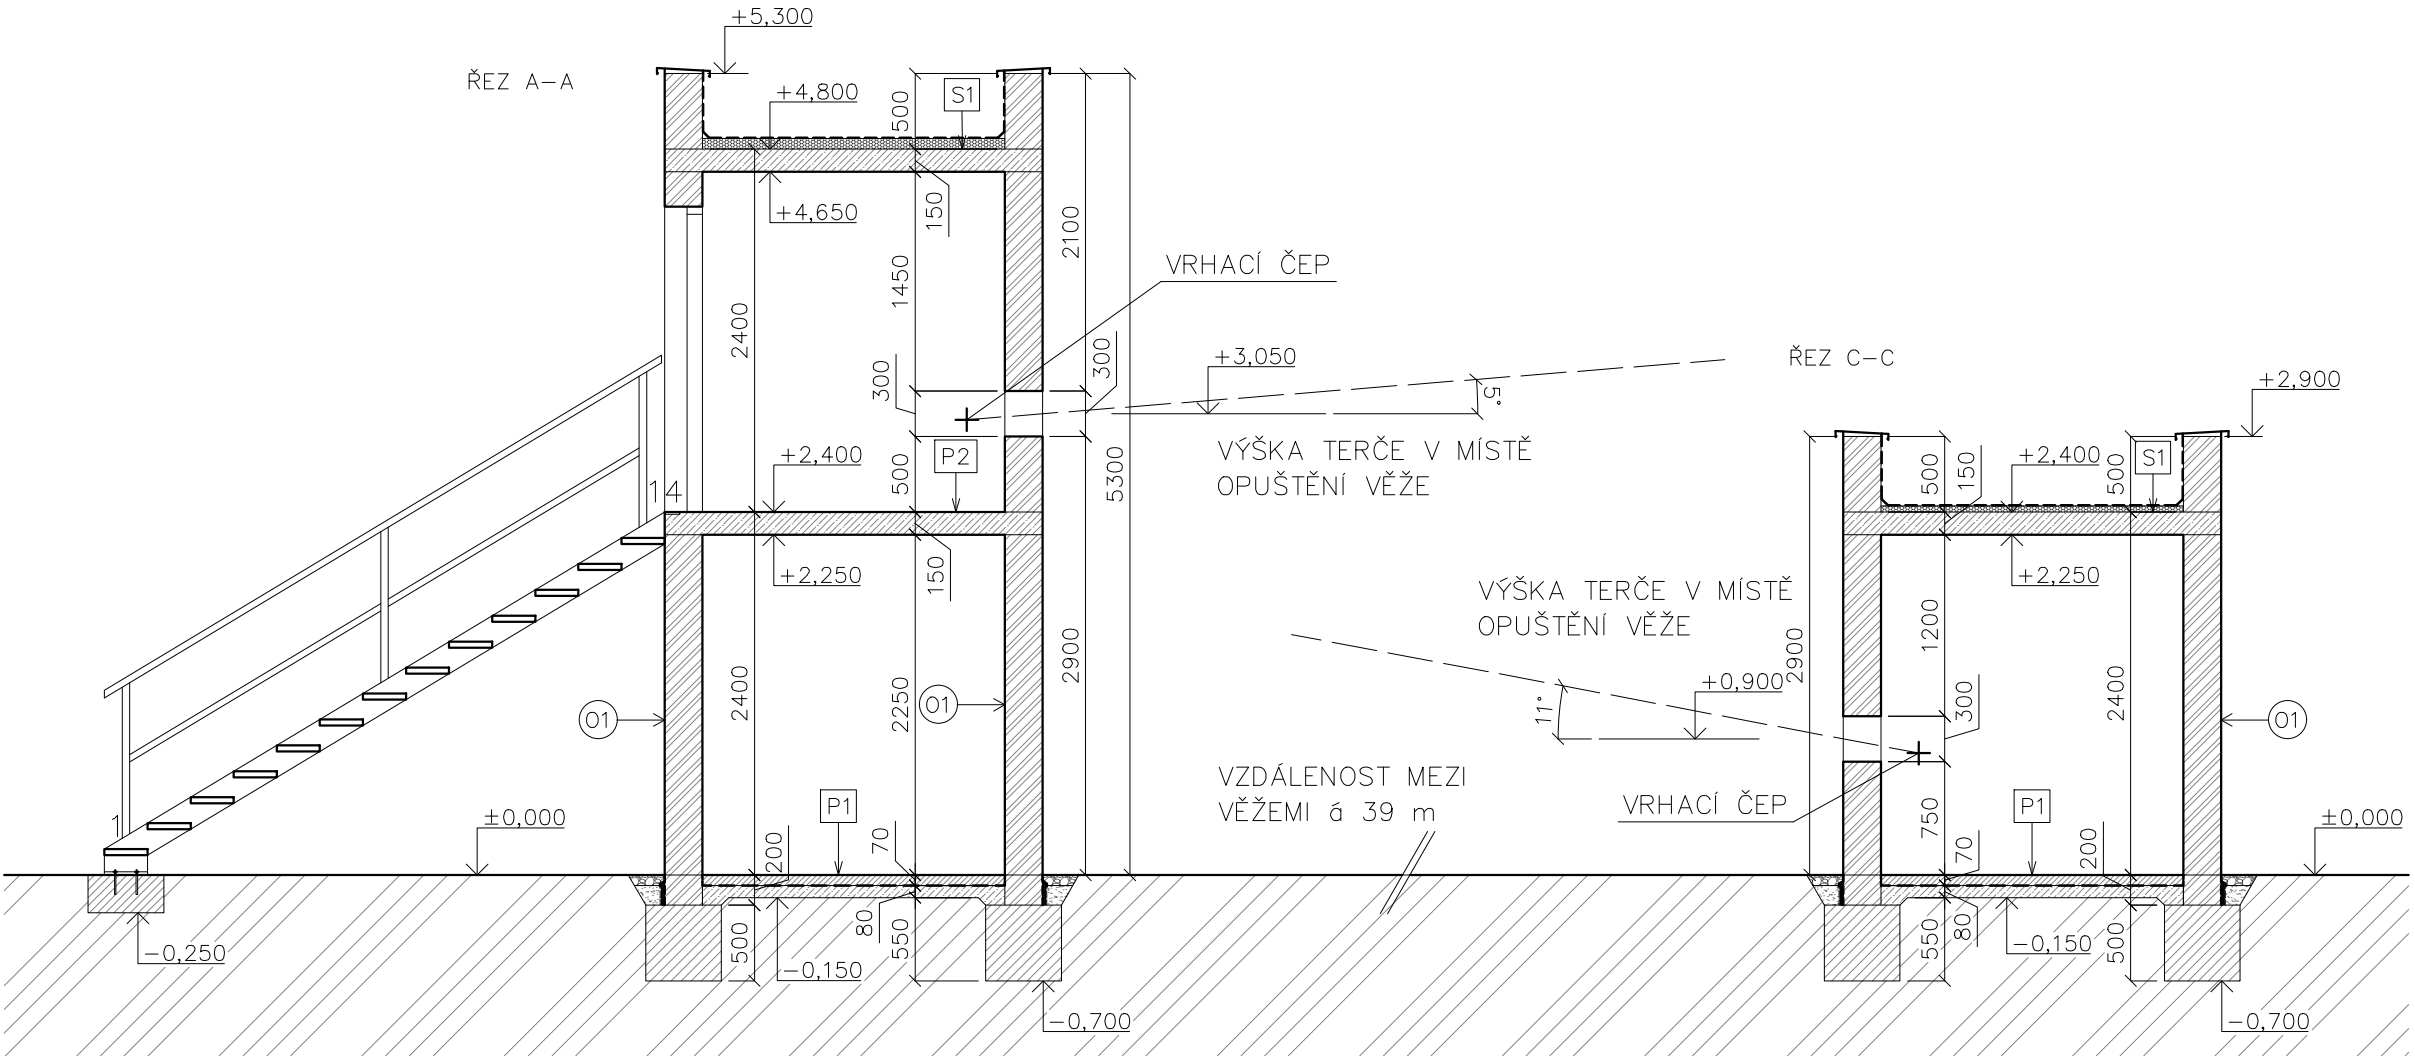 +5,300
ŘEZ A-A
+4,800
500
S1
150
+4,650
2100
1450
VRHACÍ ČEP
2400
300
300
+3,050
5°
ŘEZ C-C
+2,900
VÝŠKA TERČE V MÍSTĚ
OPUŠTĚNÍ VĚŽE
P2
+2,400
500
5300
14
150
+2,250
500
150
+2,400
500
S1
+2,250
VÝŠKA TERČE V MÍSTĚ
OPUŠTĚNÍ VĚŽE
2900
2900
1200
2400
2400
2250
O1
O1
+0,900
11°
300
O1
VZDÁLENOST MEZI
VĚŽEMI á 39 m
VRHACÍ ČEP
P1
P1
1
±0,000
200
70
750
70
200
±0,000
-0,250
500
-0,150
80
550
-0,700
550
80
-0,150
500
-0,700